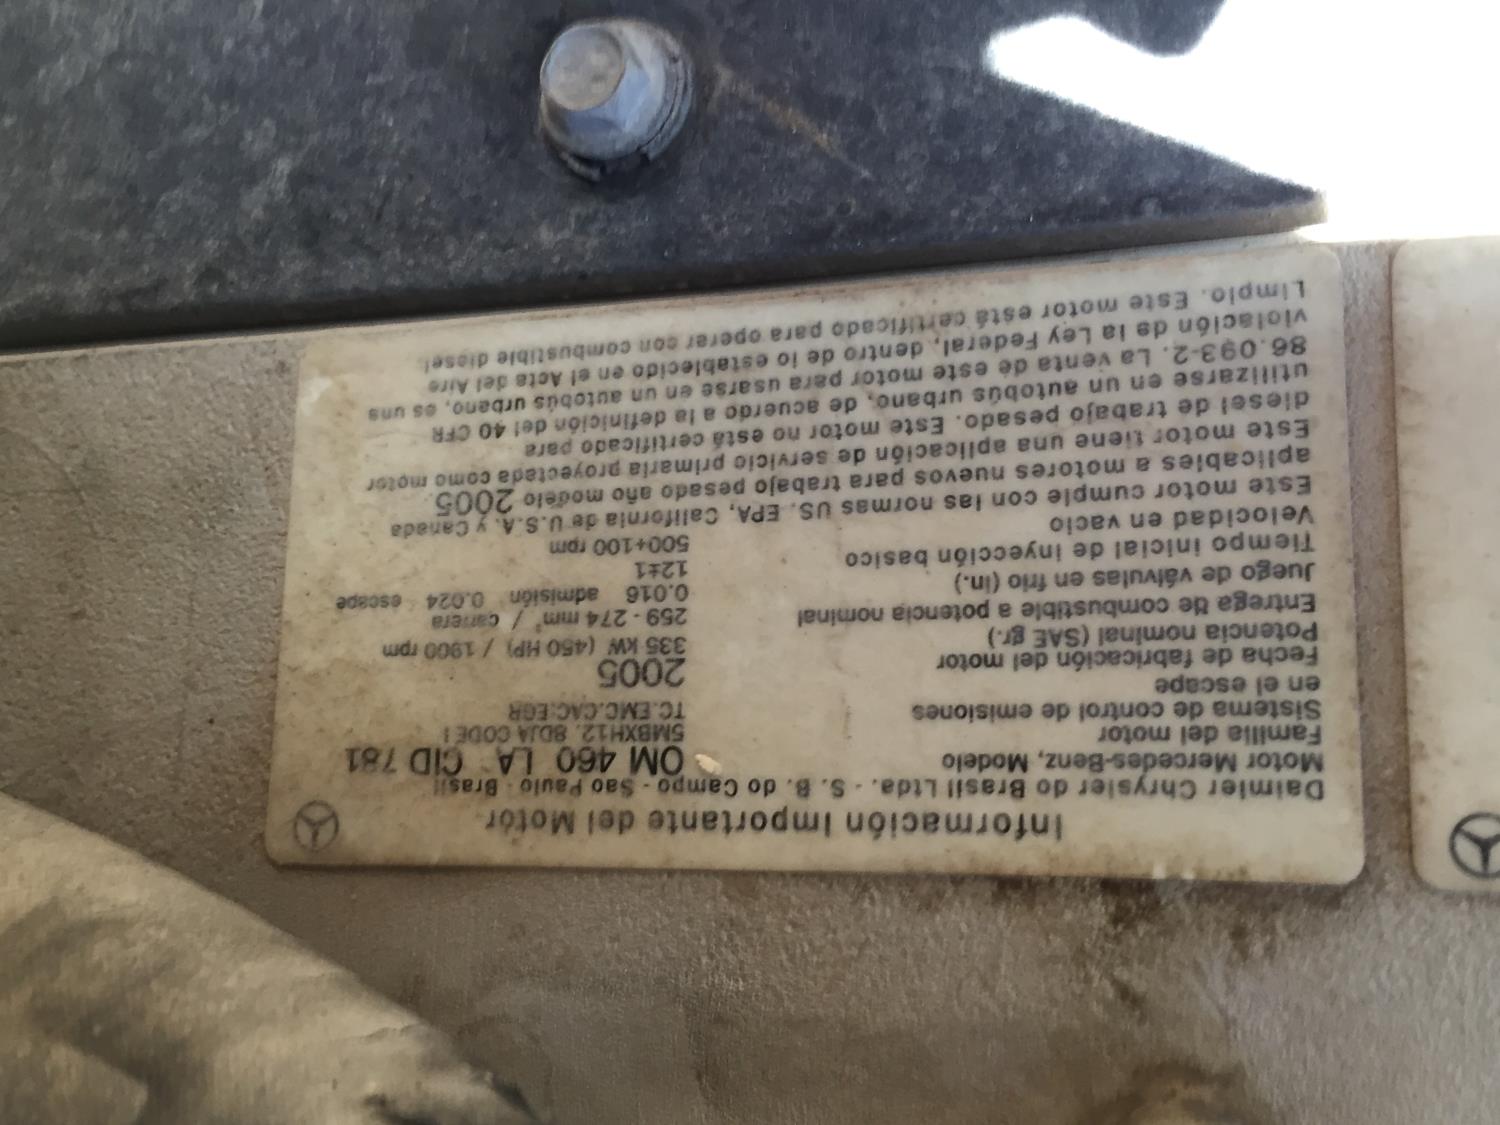 Información Importante del Motor
Daimler Chrysler do Brasil Ltda. - S. B. do Campo - Sao Paulo - Brasil
Motor Mercedes-Benz, Modelo OM 460 LA CID 781
Familia del motor 5MBXH12. 8DJA CODE I
Sistema de control de emisiones TC.EMC.CAC.EGR
en el escape
Fecha de fabricación del motor 2005
Potencia nominal (SAE gr.) 335 kW (450 HP) / 1900 rpm
Entrega de combustible a potencia nominal 259 - 274 mm³ / carrera
Juego de válvulas en frio (in.) 0.016 admisión 0.024 escape
Tiempo inicial de inyección basico 12±1
Velocidad en vacio 500+100 rpm
Este motor cumple con las normas US. EPA, California de U.S.A. y Canada
aplicables a motores nuevos para trabajo pesado año modelo 2005.
Este motor tiene una aplicación de servicio primaria proyectada como motor
diesel de trabajo pesado. Este motor no está certificado para
utilizarse en un autobús urbano, de acuerdo a la definición del 40 CFR
86.093-2. La venta de este motor para usarse en un autobús urbano, es una
violación de la Ley Federal, dentro de lo establecido en el Acta del Aire
Limpio. Este motor está certificado para operar con combustible diesel.